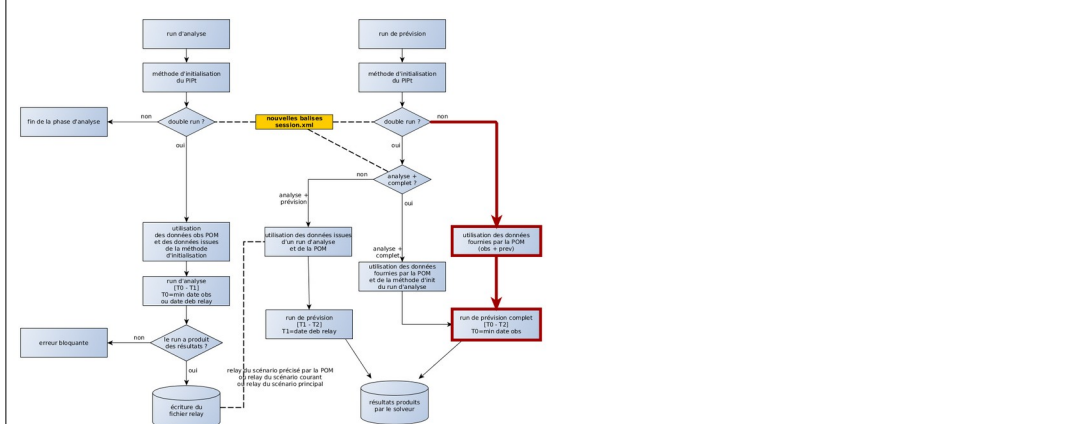 run d'analyse
run de prévision
méthode d'initialisation
du PIPt
méthode d'initialisation
du PIPt
fin de la phase d'analyse
non
double run ?
nouvelles balises
session.xml
double run ?
non
oui
oui
non
analyse +
complet ?
analyse +
prévision
oui
utilisation
des données obs POM
et des données issues
de la méthode
d'initialisation
utilisation des données issues
d'un run d'analyse
et de la POM
utilisation des données
fournies par la POM
(obs + prev)
analyse +
complet
utilisation des données
fournies par la POM
et de la méthode d'init
du run d'analyse
run d'analyse
[T0 - T1]
T0=min date obs
ou date deb relay
run de prévision
[T1 - T2]
T1=date deb relay
run de prévision complet
[T0 - T2]
T0=min date obs
erreur bloquante
non
le run a produit
des résultats ?
oui
relay du scénario précisé par la POM
ou relay du scénario courant
ou relay du scénario principal
écriture du
fichier relay
résultats produits
par le solveur